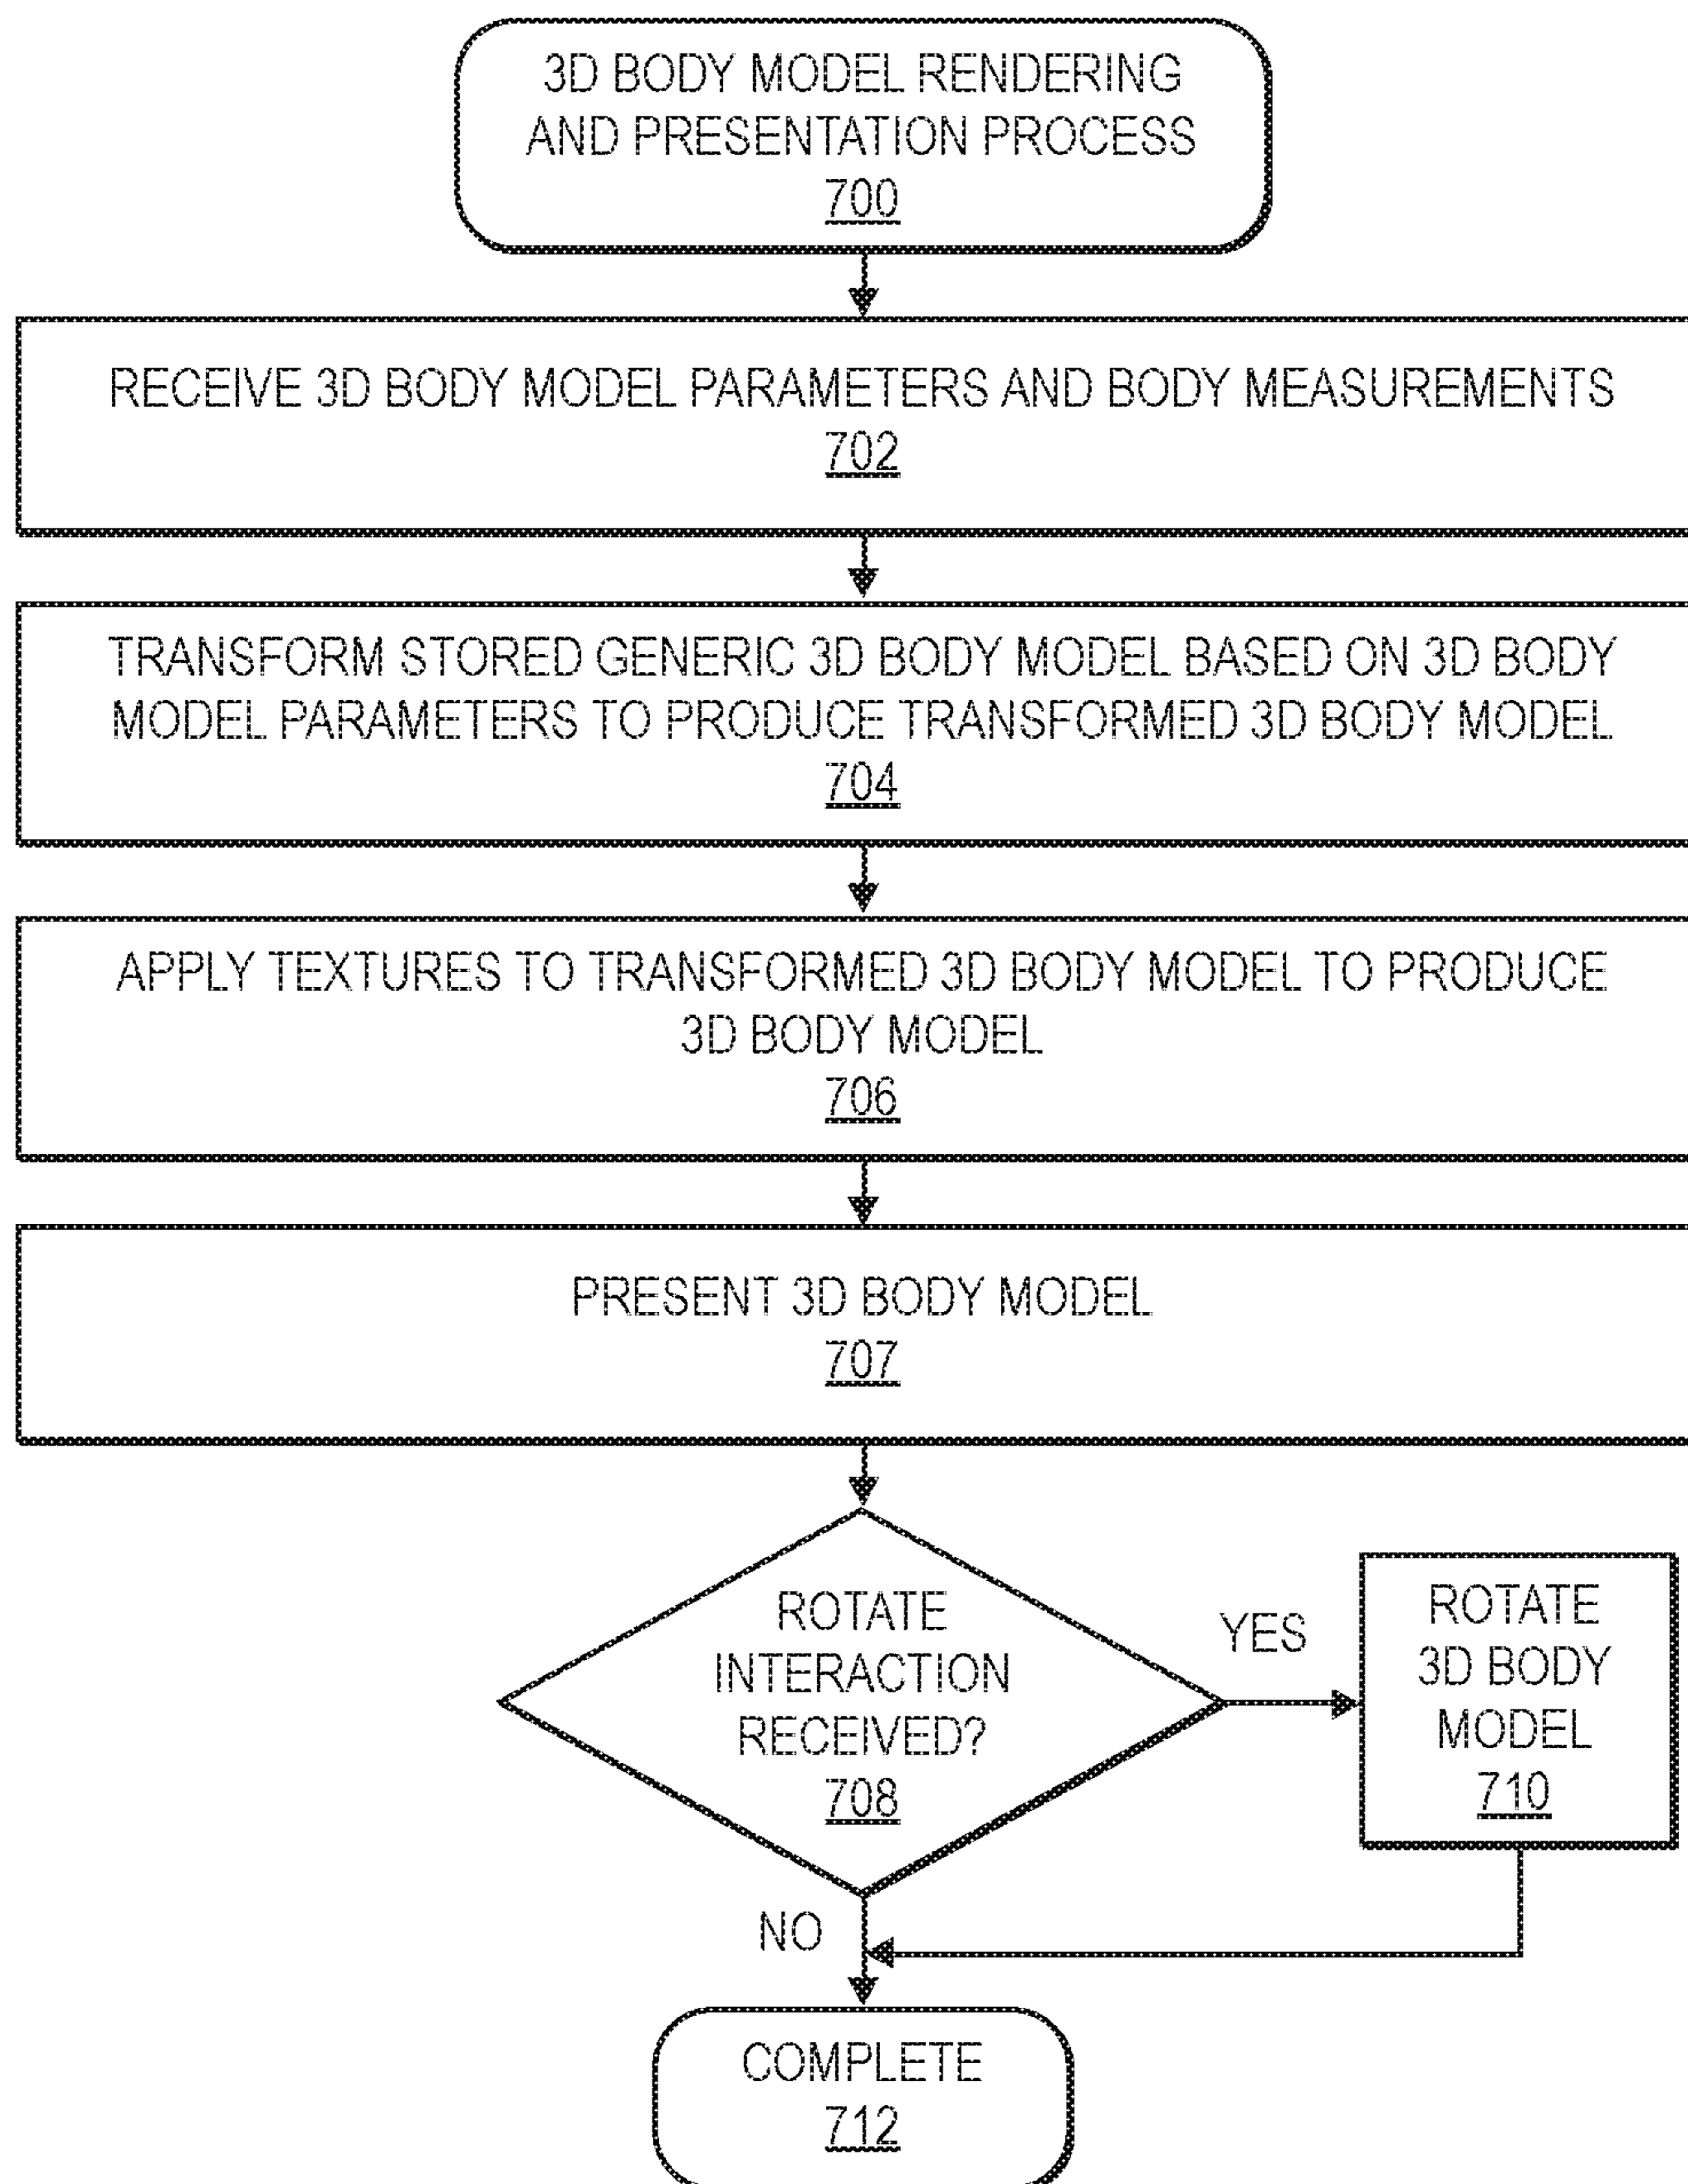 3D BODY MODEL RENDERING
AND PRESENTATION PROCESS
700
RECEIVE 3D BODY MODEL PARAMETERS AND BODY MEASUREMENTS
702
TRANSFORM STORED GENERIC 3D BODY MODEL BASED ON 3D BODY
MODEL PARAMETERS TO PRODUCE TRANSFORMED 3D BODY MODEL
704
APPLY TEXTURES TO TRANSFORMED 3D BODY MODEL TO PRODUCE
3D BODY MODEL
706
PRESENT 3D BODY MODEL
707
ROTATE
INTERACTION
RECEIVED?
708
YES
ROTATE
3D BODY
MODEL
710
NO
COMPLETE
712